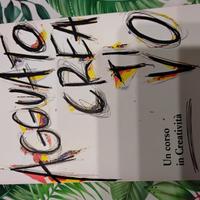 AGGUATO
CREA
TIVO
Un corso
in Creatività